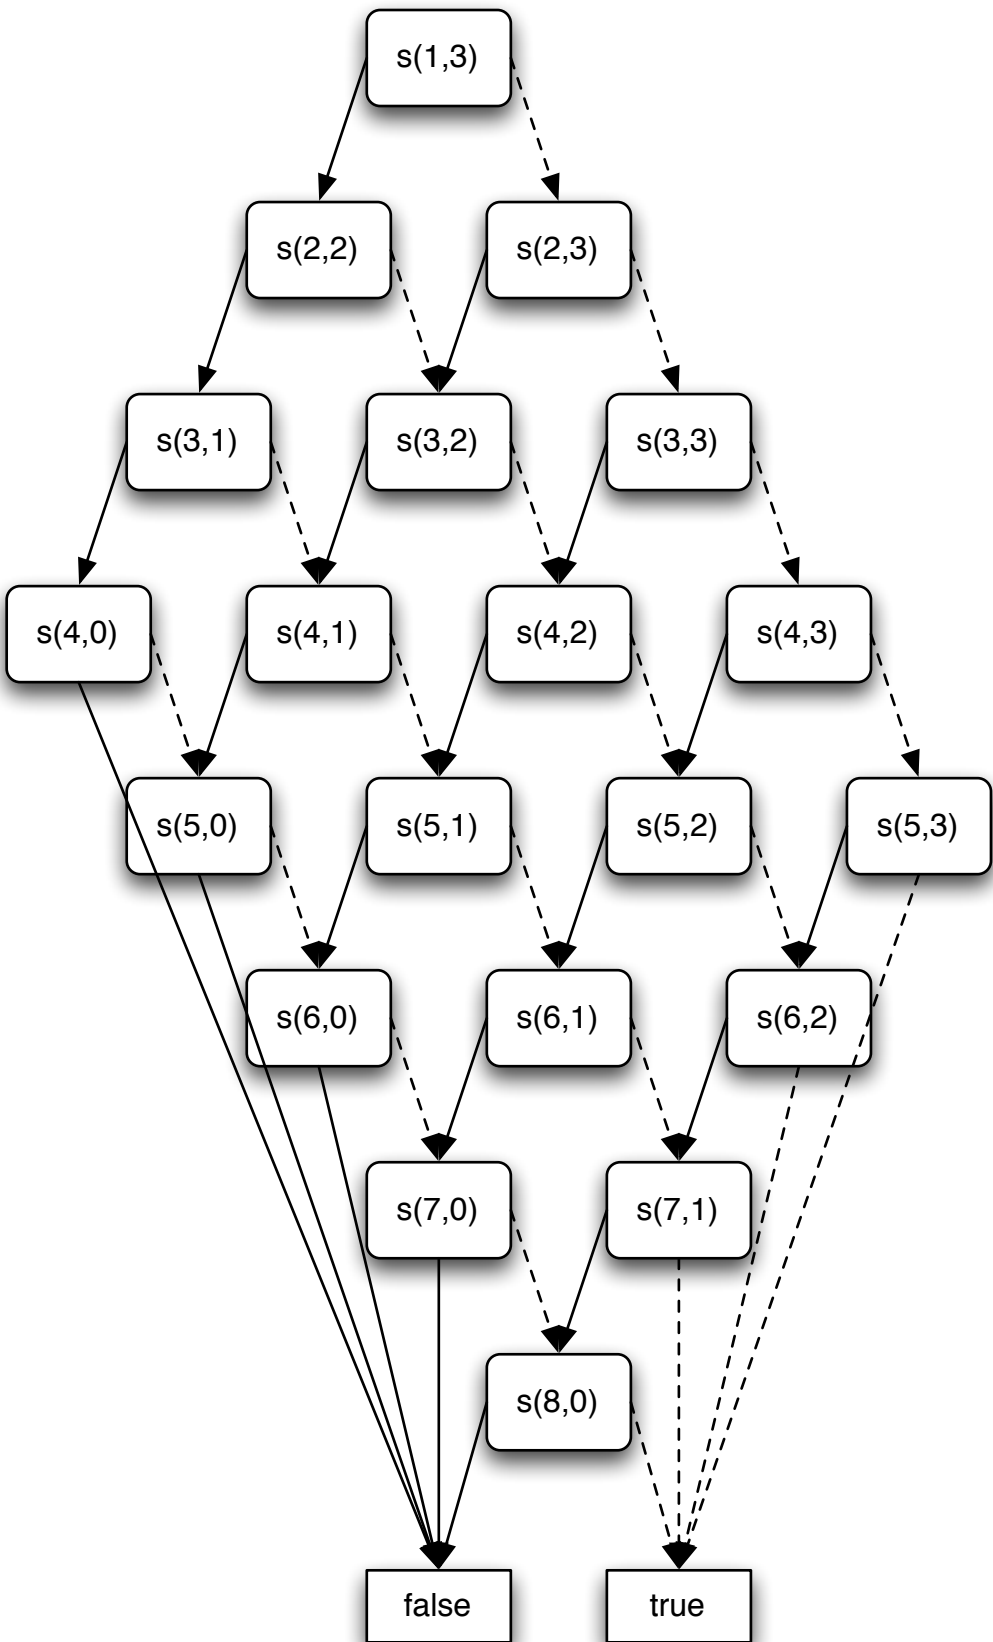 s(1,3)
s(2,2)
s(2,3)
s(3,1)
s(3,2)
s(3,3)
s(4,0)
s(4,1)
s(4,2)
s(4,3)
s(5,0)
s(5,1)
s(5,2)
s(5,3)
s(6,0)
s(6,1)
s(6,2)
s(7,0)
s(7,1)
s(8,0)
false
true